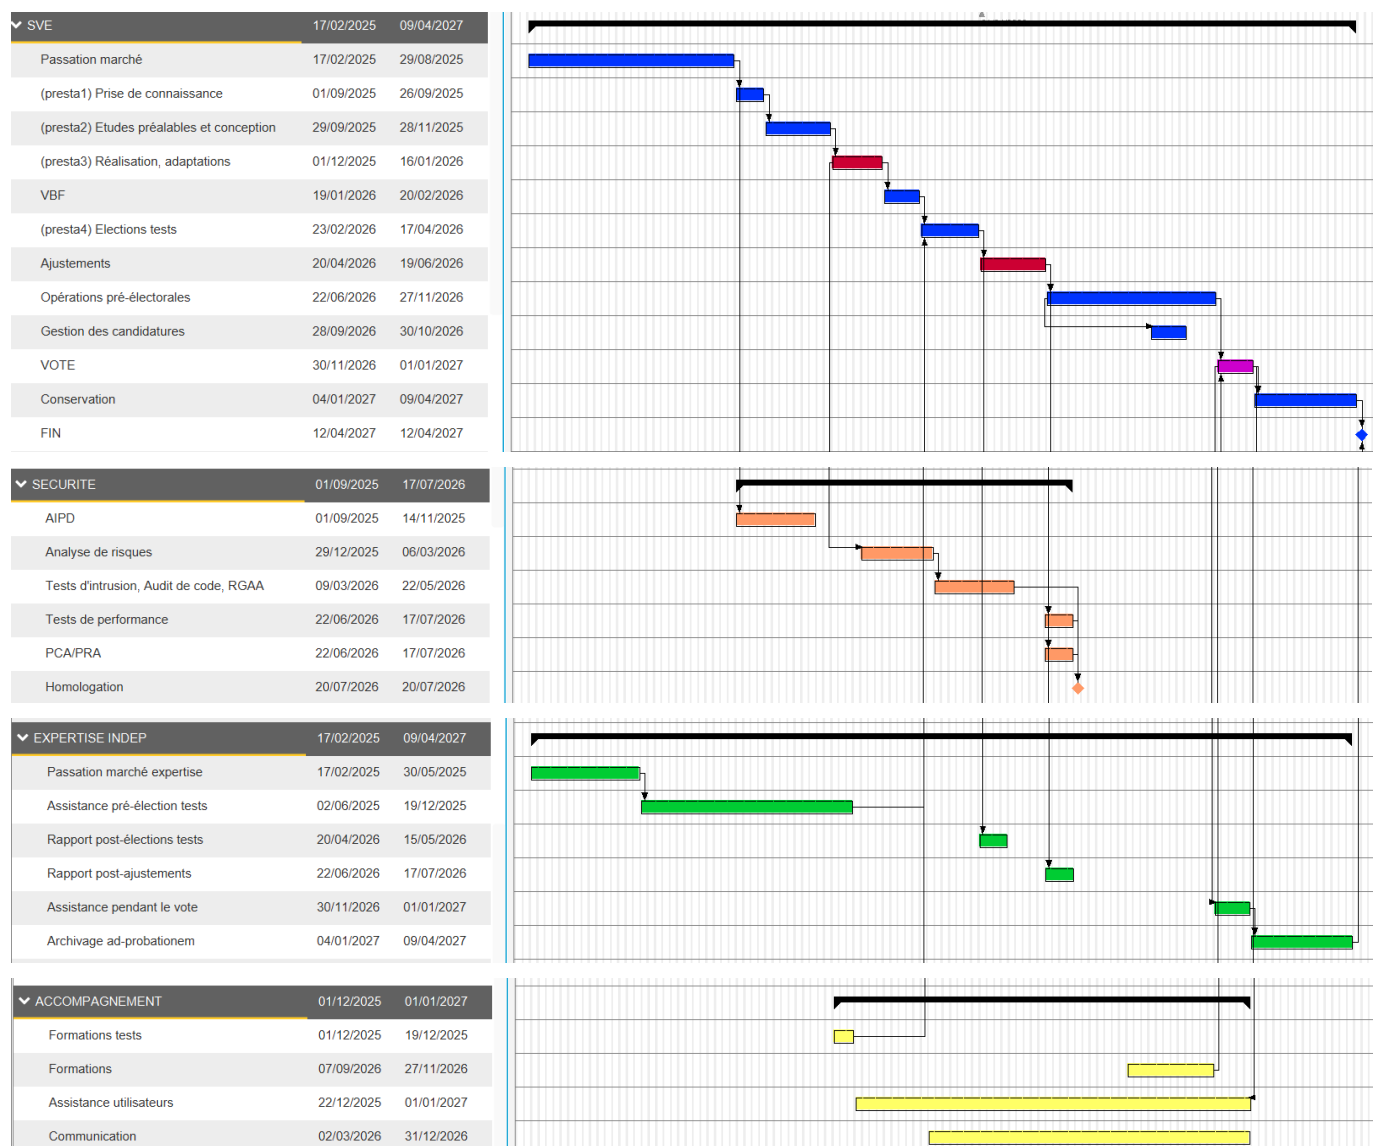 SVE 17/02/2025 09/04/2027
Passation marché 17/02/2025 29/08/2025
(presta1) Prise de connaissance 01/09/2025 26/09/2025
(presta2) Etudes préalables et conception 29/09/2025 28/11/2025
(presta3) Réalisation, adaptations 01/12/2025 16/01/2026
VBF 19/01/2026 20/02/2026
(presta4) Elections tests 23/02/2026 17/04/2026
Ajustements 20/04/2026 19/06/2026
Opérations pré-électorales 22/06/2026 27/11/2026
Gestion des candidatures 28/09/2026 30/10/2026
VOTE 30/11/2026 01/01/2027
Conservation 04/01/2027 09/04/2027
FIN 12/04/2027 12/04/2027
SECURITE 01/09/2025 17/07/2026
AIPD 01/09/2025 14/11/2025
Analyse de risques 29/12/2025 06/03/2026
Tests d'intrusion, Audit de code, RGAA 09/03/2026 22/05/2026
Tests de performance 22/06/2026 17/07/2026
PCA/PRA 22/06/2026 17/07/2026
Homologation 20/07/2026 20/07/2026
EXPERTISE INDEP 17/02/2025 09/04/2027
Passation marché expertise 17/02/2025 30/05/2025
Assistance pré-élection tests 02/06/2025 19/12/2025
Rapport post-élections tests 20/04/2026 15/05/2026
Rapport post-ajustements 22/06/2026 17/07/2026
Assistance pendant le vote 30/11/2026 01/01/2027
Archivage ad-probationem 04/01/2027 09/04/2027
ACCOMPAGNEMENT 01/12/2025 01/01/2027
Formations tests 01/12/2025 19/12/2025
Formations 07/09/2026 27/11/2026
Assistance utilisateurs 22/12/2025 01/01/2027
Communication 02/03/2026 31/12/2026